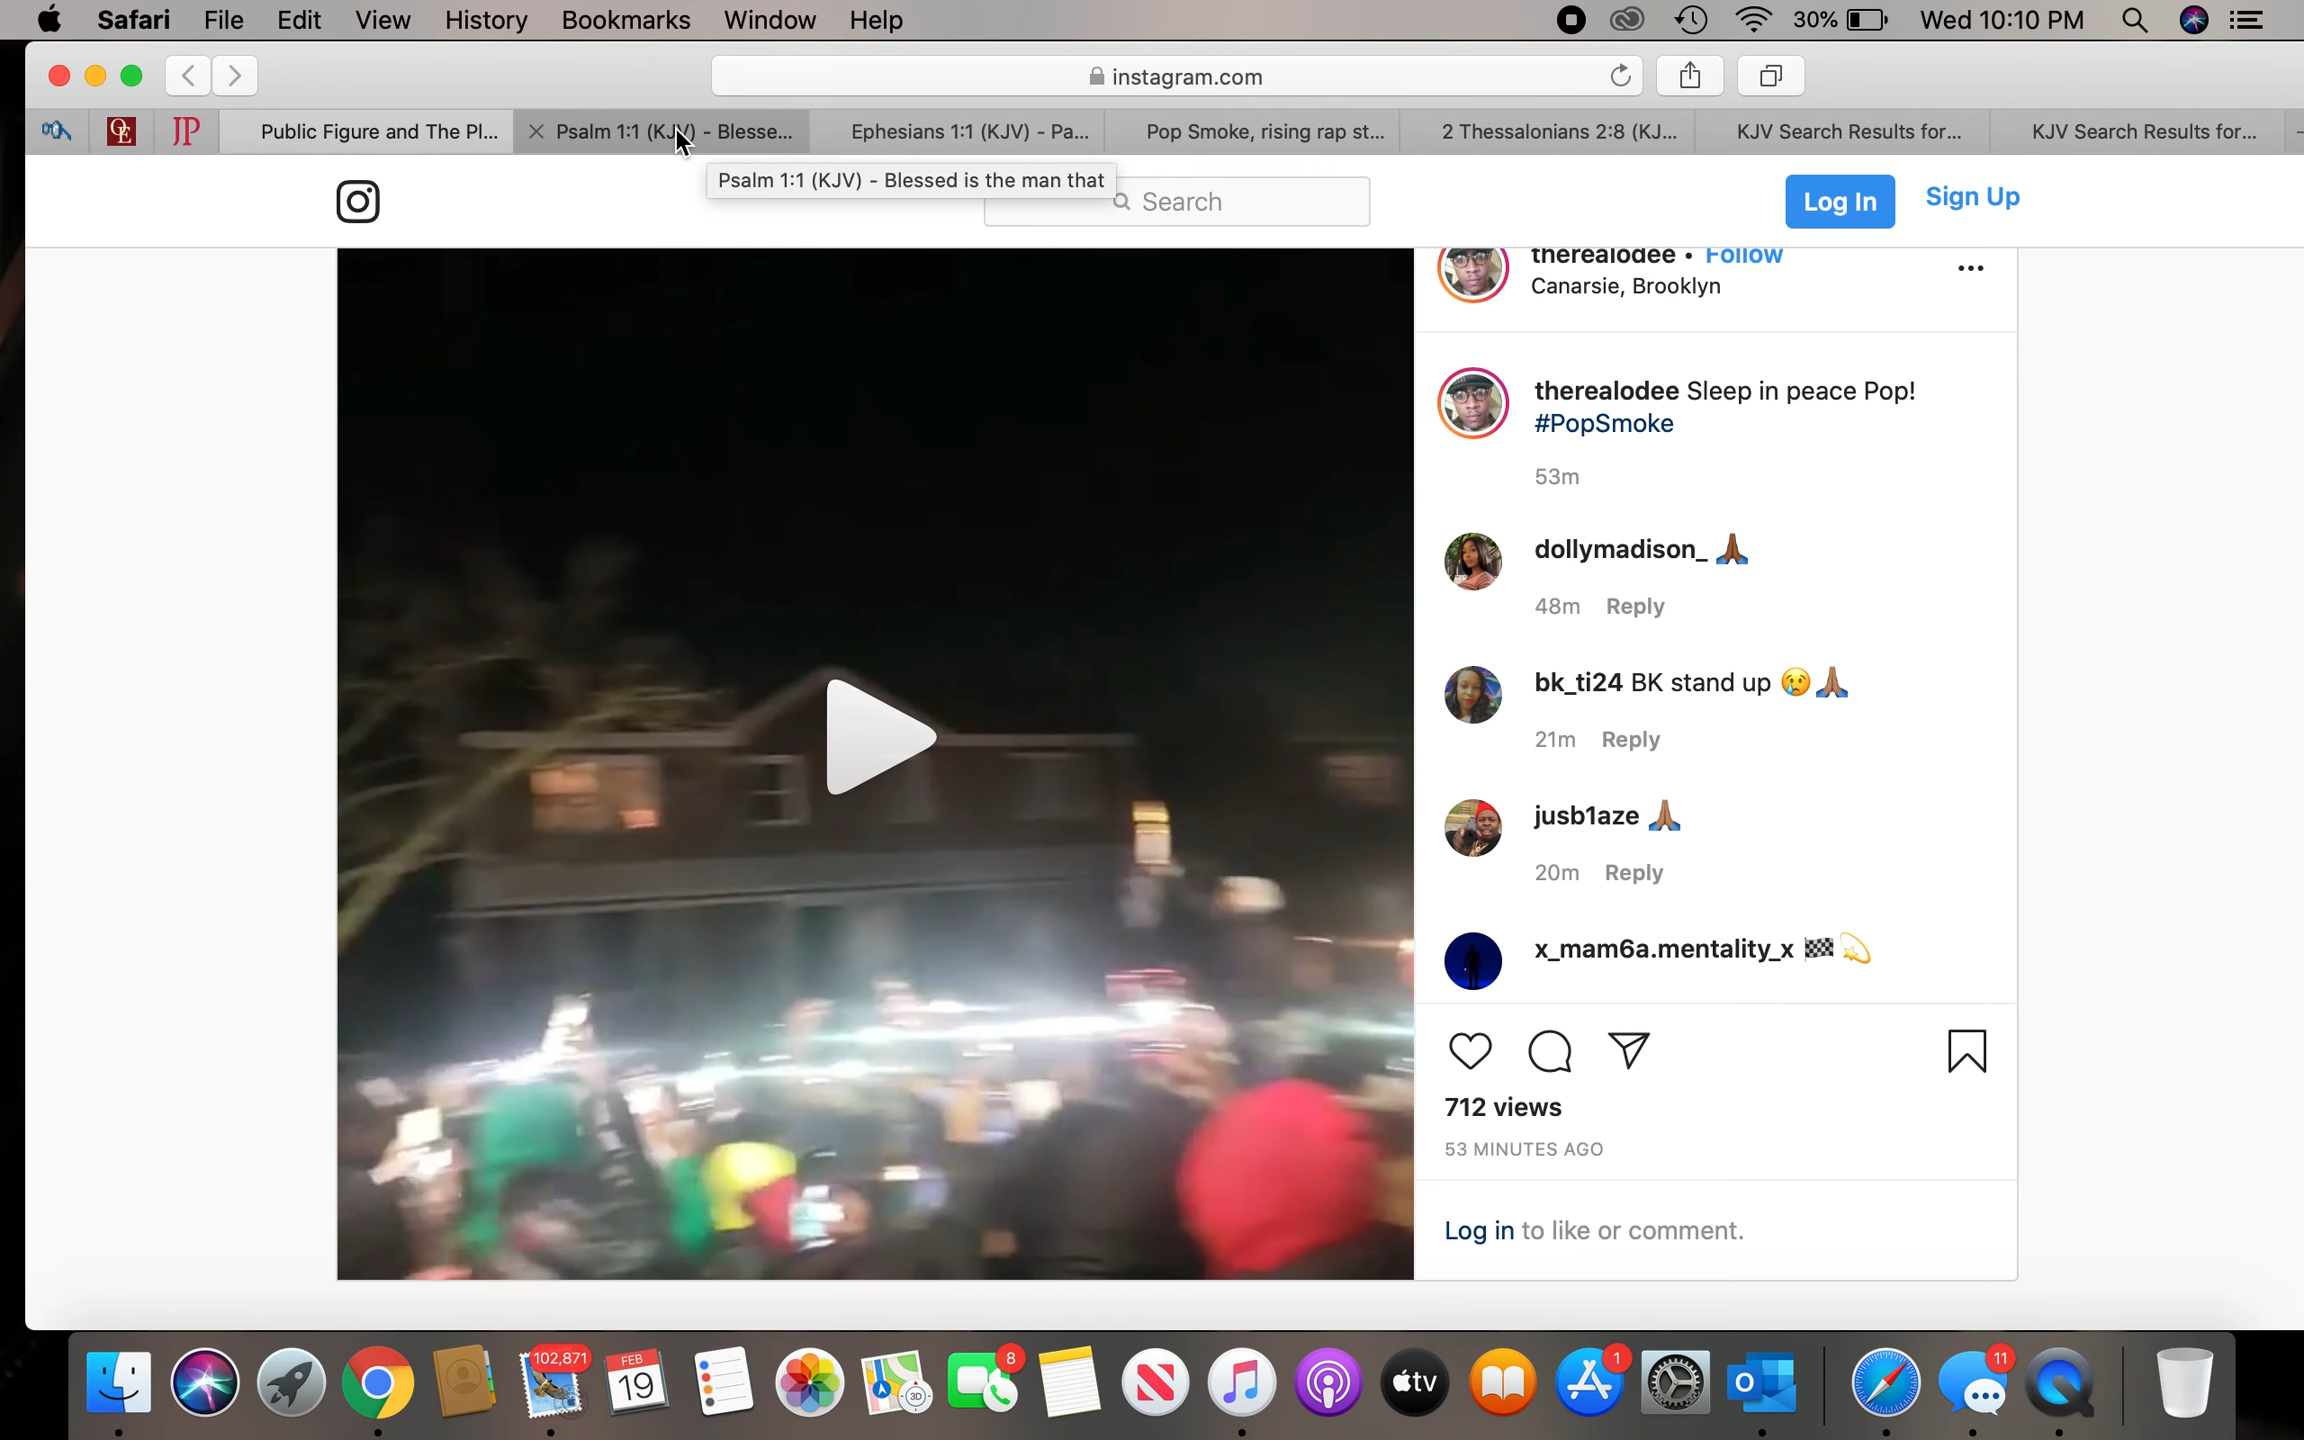 Safari File Edit View History Bookmarks Window Help 30% Wed 10:10 PM
instagram.com
OE JP Public Figure and The Pl... Psalm 1:1 (KJV) - Blesse... Ephesians 1:1 (KJV) - Pa... Pop Smoke, rising rap st... 2 Thessalonians 2:8 (KJ... KJV Search Results for... KJV Search Results for...
Psalm 1:1 (KJV) - Blessed is the man that
Search
Log In
Sign Up
therealodee • Follow
Canarsie, Brooklyn
therealodee Sleep in peace Pop!
#PopSmoke
53m
dollymadison_ 🙏🏾
48m Reply
bk_ti24 BK stand up 😢🙏🏽
21m Reply
jusb1aze 🙏🏽
20m Reply
x_mam6a.mentality_x 🏁💫
712 views
53 MINUTES AGO
Log in to like or comment.
102,871
FEB
19
3D
8
tv
1
O
11